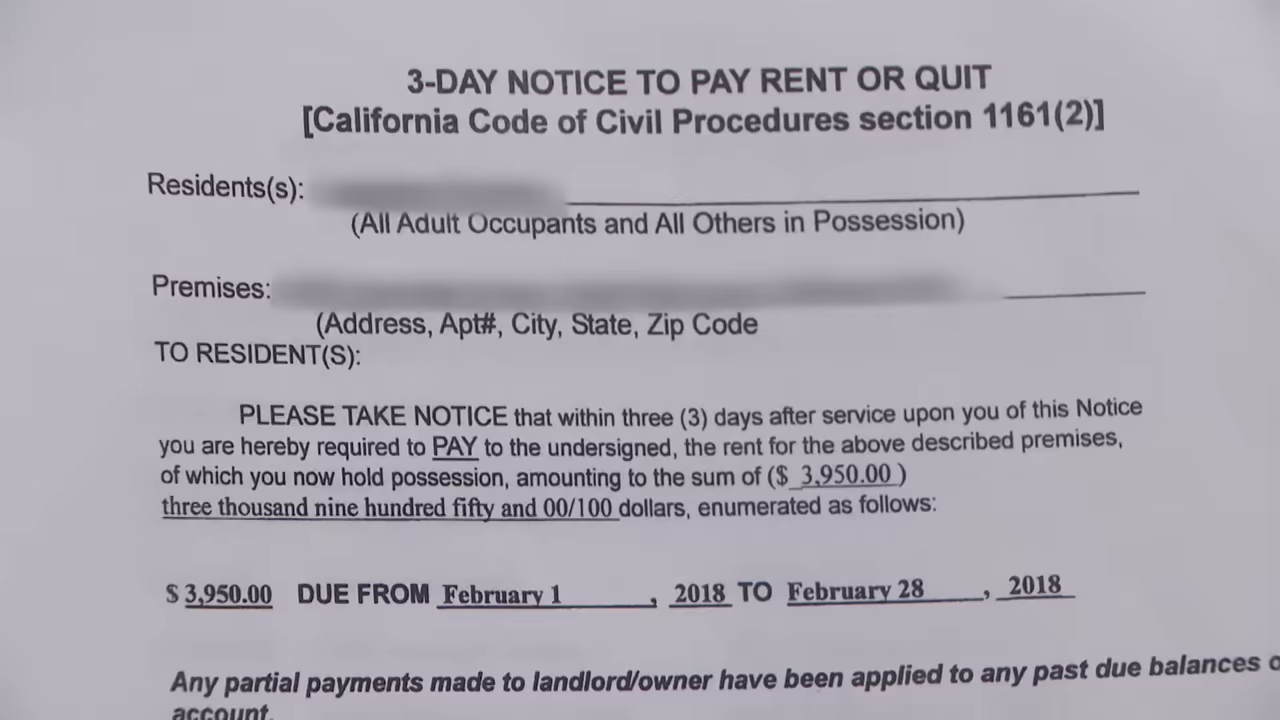 3-DAY NOTICE TO PAY RENT OR QUIT
[California Code of Civil Procedures section 1161(2)]
Residents(s):
(All Adult Occupants and All Others in Possession)
Premises:
(Address, Apt#, City, State, Zip Code
TO RESIDENT(S):
PLEASE TAKE NOTICE that within three (3) days after service upon you of this Notice
you are hereby required to PAY to the undersigned, the rent for the above described premises,
of which you now hold possession, amounting to the sum of ($ 3,950.00 )
three thousand nine hundred fifty and 00/100 dollars, enumerated as follows:
$ 3,950.00 DUE FROM February 1 , 2018 TO February 28 , 2018
Any partial payments made to landlord/owner have been applied to any past due balances
account.